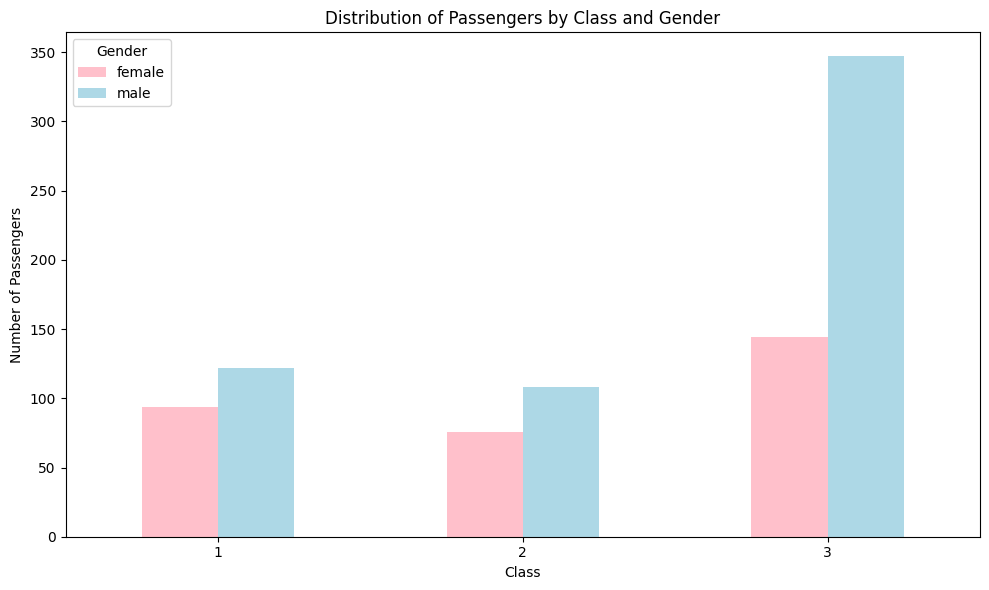 Distribution of Passengers by Class and Gender
Gender
female
male
350
300
250
200
150
100
50
0
Number of Passengers
1 2 3
Class